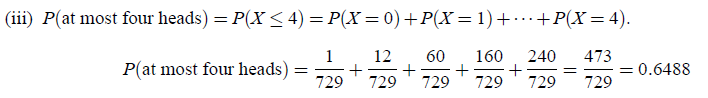 (iii) P(at most four heads) = P(X ≤ 4) = P(X = 0) + P(X = 1) + ··· + P(X = 4).
P(at most four heads) = 1/729 + 12/729 + 60/729 + 160/729 + 240/729 = 473/729 = 0.6488